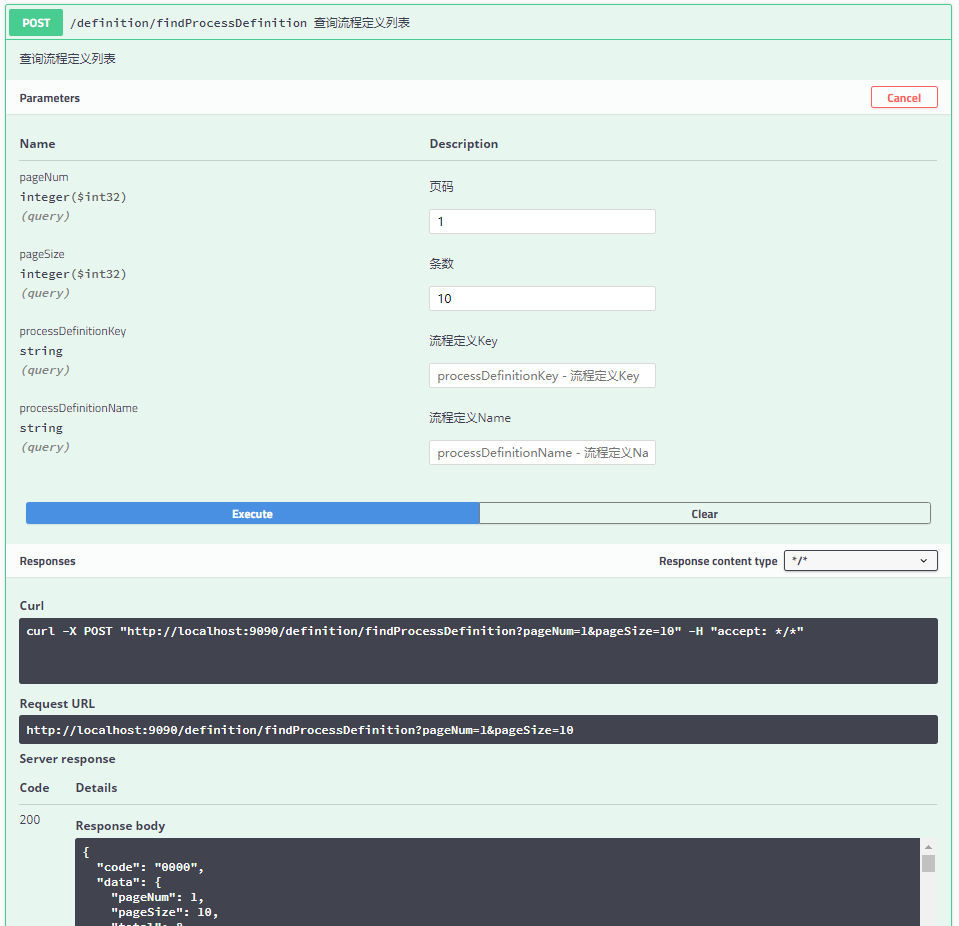 POST /definition/findProcessDefinition 查询流程定义列表
查询流程定义列表
Parameters Cancel
Name Description
pageNum 页码
integer($int32)
(query) 1
pageSize 条数
integer($int32)
(query) 10
processDefinitionKey 流程定义Key
string
(query) processDefinitionKey - 流程定义Key
processDefinitionName 流程定义Name
string
(query) processDefinitionName - 流程定义Na
Execute Clear
Responses Response content type */*
Curl
curl -X POST "http://localhost:9090/definition/findProcessDefinition?pageNum=1&pageSize=10" -H "accept: */*"
Request URL
http://localhost:9090/definition/findProcessDefinition?pageNum=1&pageSize=10
Server response
Code Details
200
Response body
{
"code": "0000",
"data": {
"pageNum": 1,
"pageSize": 10,